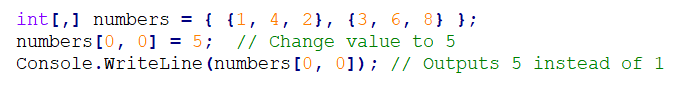 int[,] numbers = { {1, 4, 2}, {3, 6, 8} };
numbers[0, 0] = 5;  // Change value to 5
Console.WriteLine(numbers[0, 0]); // Outputs 5 instead of 1